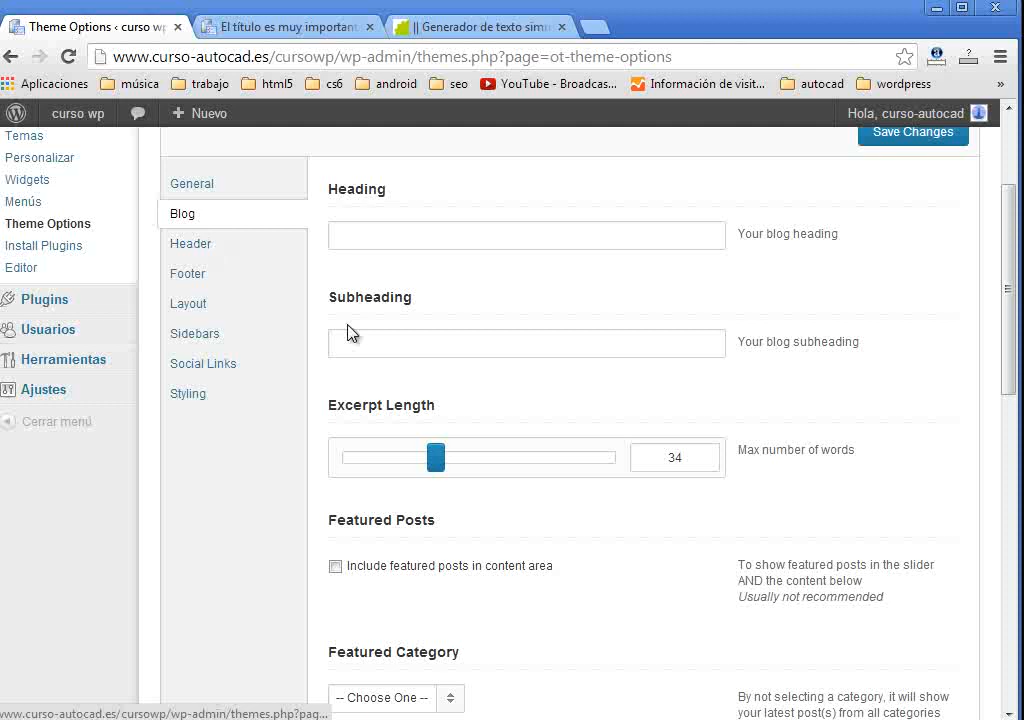 Theme Options ‹ curso wp
El título es muy important
|| Generador de texto simu
www.curso-autocad.es/cursowp/wp-admin/themes.php?page=ot-theme-options
Aplicaciones música trabajo html5 cs6 android seo YouTube - Broadcas... Información de visit... autocad wordpress »
curso wp + Nuevo Hola, curso-autocad
Temas
Personalizar
Widgets
Menús
Theme Options
Install Plugins
Editor
Plugins
Usuarios
Herramientas
Ajustes
Cerrar menú
Save Changes
General
Blog
Header
Footer
Layout
Sidebars
Social Links
Styling
Heading
Your blog heading
Subheading
Your blog subheading
Excerpt Length
34
Max number of words
Featured Posts
Include featured posts in content area
To show featured posts in the slider
AND the content below
Usually not recommended
Featured Category
-- Choose One --
By not selecting a category, it will show
your latest post(s) from all categories
www.curso-autocad.es/cursowp/wp-admin/themes.php?pag...